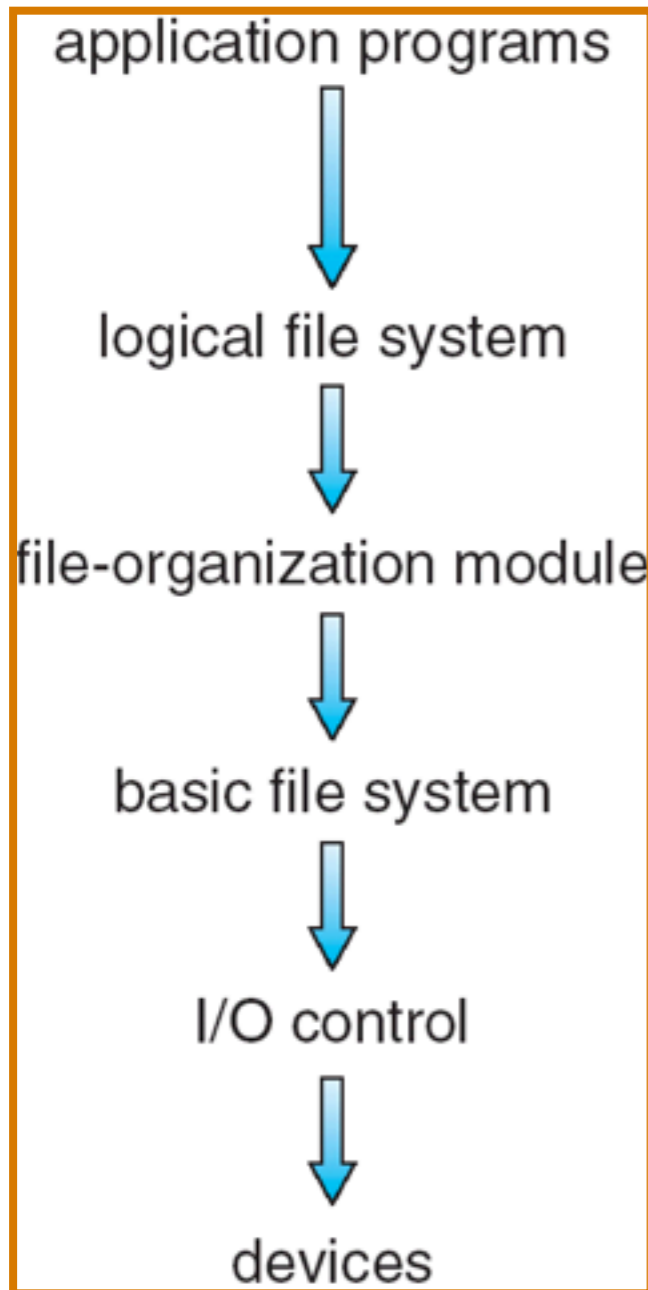 application programs
logical file system
file-organization module
basic file system
I/O control
devices